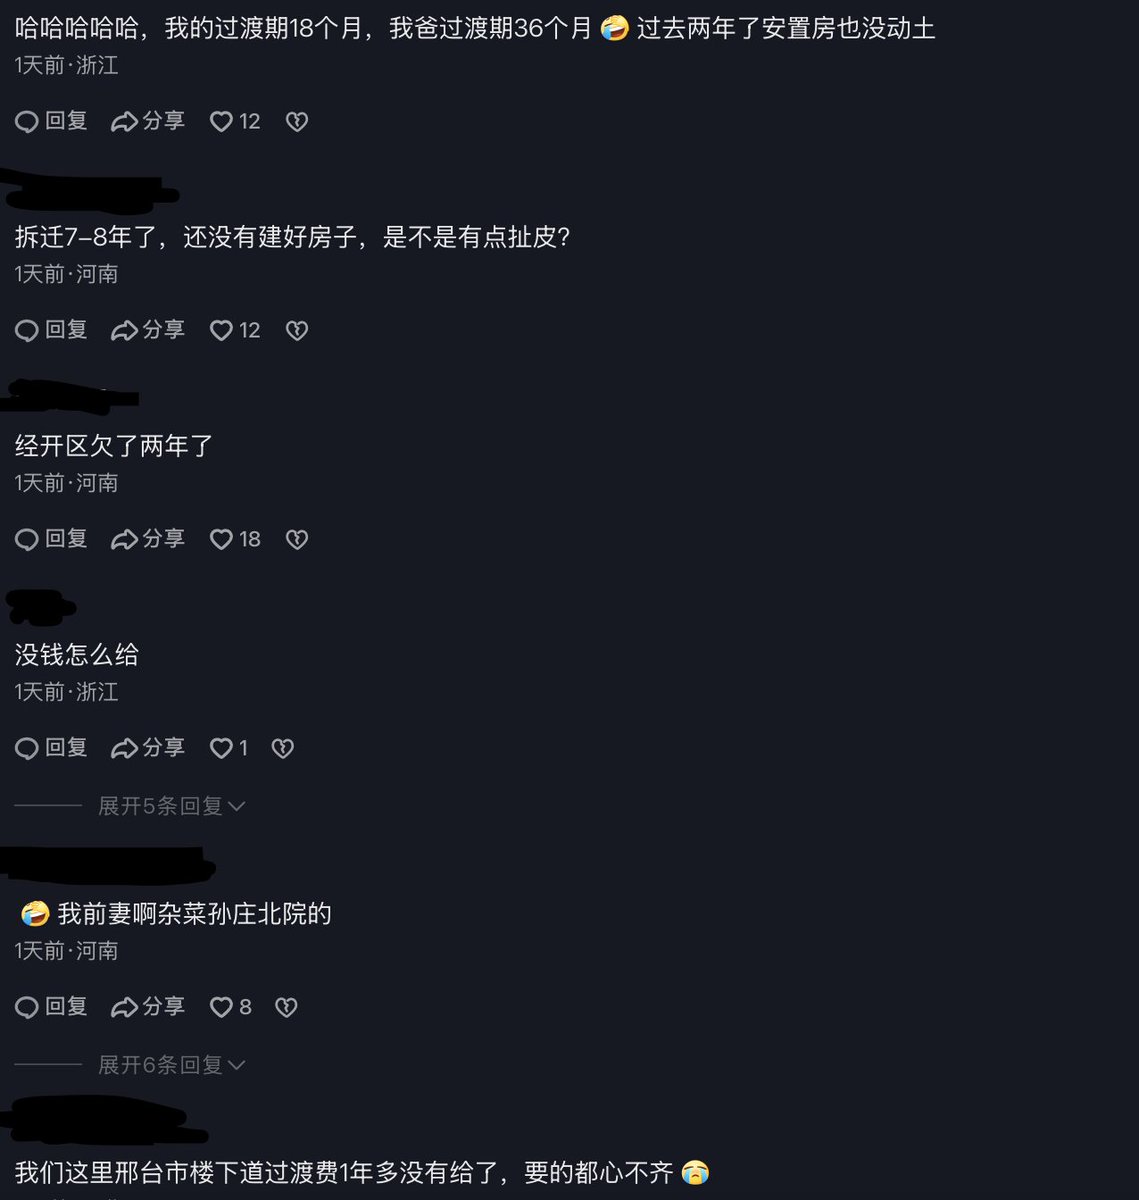 哈哈哈哈哈，我的过渡期18个月，我爸过渡期36个月🤣过去两年了安置房也没动土
1天前·浙江
回复 分享 12
拆迁7-8年了，还没有建好房子，是不是有点扯皮?
1天前·河南
回复 分享 12
经开区欠了两年了
1天前·河南
回复 分享 18
没钱怎么给
1天前·浙江
回复 分享 1
展开5条回复
🤣我前妻啊杂菜孙庄北院的
1天前·河南
回复 分享 8
展开6条回复
我们这里邢台市楼下道过渡费1年多没有给了，要的都心不齐😭